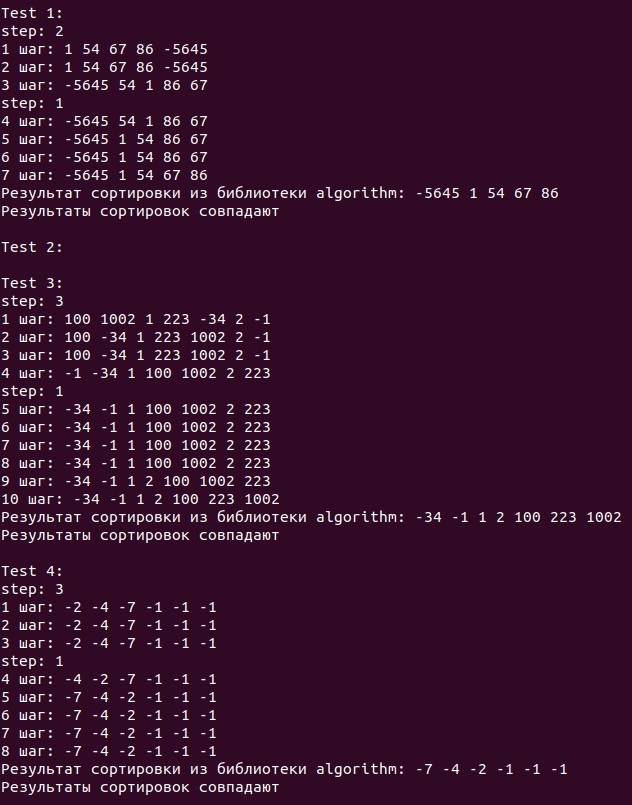 Test 1:
step: 2
1 шаг: 1 54 67 86 -5645
2 шаг: 1 54 67 86 -5645
3 шаг: -5645 54 1 86 67
step: 1
4 шаг: -5645 54 1 86 67
5 шаг: -5645 1 54 86 67
6 шаг: -5645 1 54 86 67
7 шаг: -5645 1 54 67 86
Результат сортировки из библиотеки algorithm: -5645 1 54 67 86
Результаты сортировок совпадают
Test 2:
Test 3:
step: 3
1 шаг: 100 1002 1 223 -34 2 -1
2 шаг: 100 -34 1 223 1002 2 -1
3 шаг: 100 -34 1 223 1002 2 -1
4 шаг: -1 -34 1 100 1002 2 223
step: 1
5 шаг: -34 -1 1 100 1002 2 223
6 шаг: -34 -1 1 100 1002 2 223
7 шаг: -34 -1 1 100 1002 2 223
8 шаг: -34 -1 1 100 1002 2 223
9 шаг: -34 -1 1 2 100 1002 223
10 шаг: -34 -1 1 2 100 223 1002
Результат сортировки из библиотеки algorithm: -34 -1 1 2 100 223 1002
Результаты сортировок совпадают
Test 4:
step: 3
1 шаг: -2 -4 -7 -1 -1 -1
2 шаг: -2 -4 -7 -1 -1 -1
3 шаг: -2 -4 -7 -1 -1 -1
step: 1
4 шаг: -4 -2 -7 -1 -1 -1
5 шаг: -7 -4 -2 -1 -1 -1
6 шаг: -7 -4 -2 -1 -1 -1
7 шаг: -7 -4 -2 -1 -1 -1
8 шаг: -7 -4 -2 -1 -1 -1
Результат сортировки из библиотеки algorithm: -7 -4 -2 -1 -1 -1
Результаты сортировок совпадают